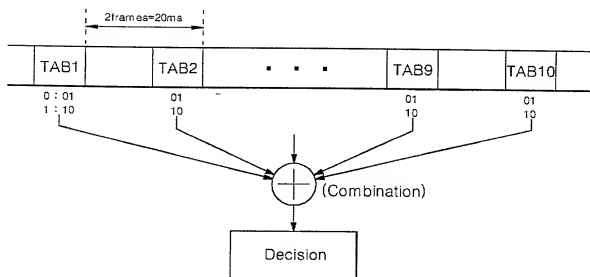 2frames=20ms
TAB1 TAB2 . . . TAB9 TAB10
0 : 01 01 01 01
1 : 10 10 10 10
(Combination)
Decision